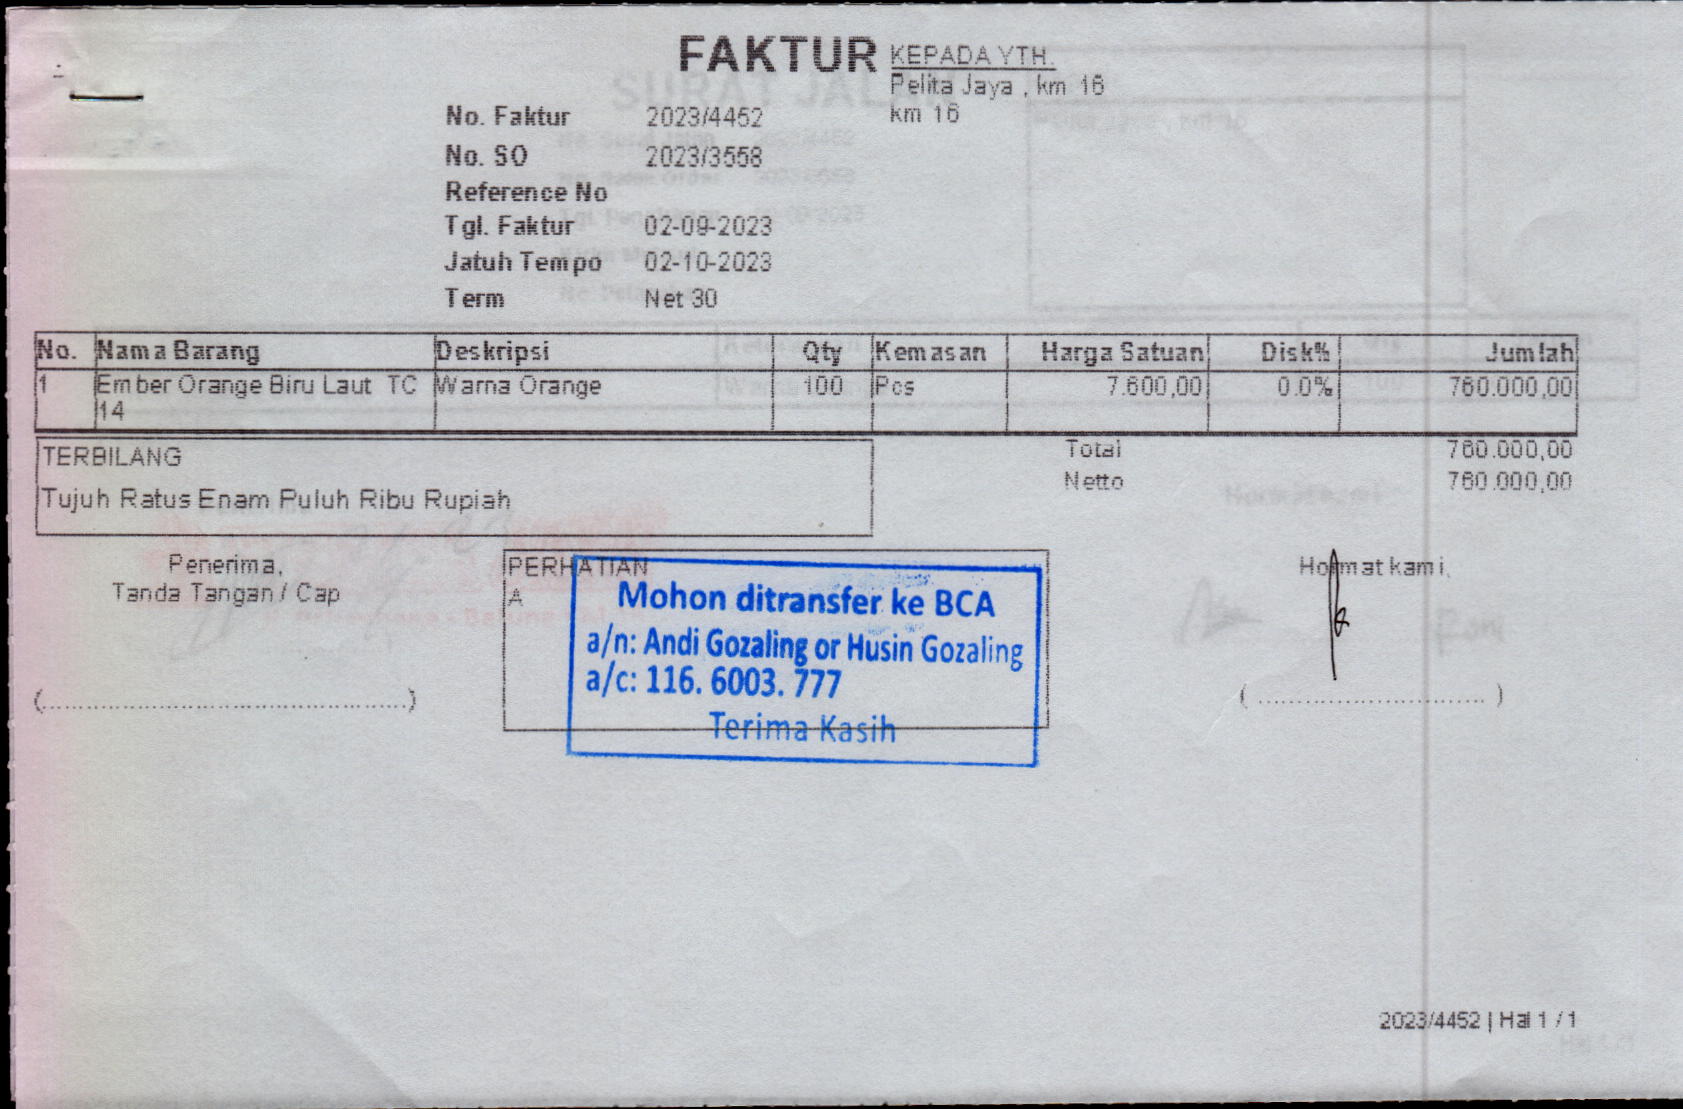 FAKTUR
KEPADA YTH.
Pelita Jaya , km 16
km 16
No. Faktur 2023/4452
No. SO 2023/3558
Reference No
Tgl. Faktur 02-09-2023
Jatuh Tempo 02-10-2023
Term Net 30
No. Nama Barang Deskripsi Qty Kemasan Harga Satuan Disk% Jumlah
1 Ember Orange Biru Laut TC Warna Orange 100 Pcs 7.600,00 0.0% 760.000,00
14
Total 760.000,00
Netto 760.000,00
TERBILANG
Tujuh Ratus Enam Puluh Ribu Rupiah
Penerima,
Tanda Tangan / Cap
(................................................)
PERHATIAN
A
Mohon ditransfer ke BCA
a/n: Andi Gozaling or Husin Gozaling
a/c: 116. 6003. 777
Terima Kasih
Hormat kami,
( .............................. )
2023/4452 | Hal 1 / 1